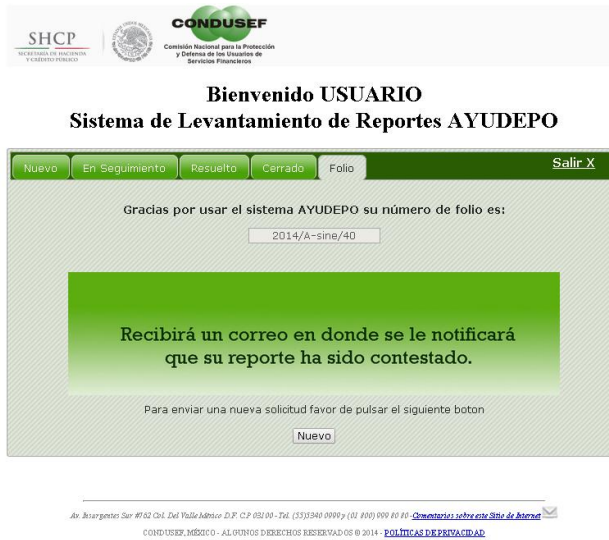 SHCP
SECRETARÍA DE HACIENDA
Y CRÉDITO PÚBLICO
CONDUSEF
Comisión Nacional para la Protección
y Defensa de los Usuarios de
Servicios Financieros
Bienvenido USUARIO
Sistema de Levantamiento de Reportes AYUDEPO
Nuevo En Seguimiento Resuelto Cerrado Folio Salir X
Gracias por usar el sistema AYUDEPO su número de folio es:
2014/A-sine/40
Recibirá un correo en donde se le notificará
que su reporte ha sido contestado.
Para enviar una nueva solicitud favor de pulsar el siguiente boton
Nuevo
Av. Insurgentes Sur #762 Col. Del Valle México D.F. C.P 03100 - Tel. (55)5340 0999 y (01 800) 999 80 80 - Comentarios sobre este Sitio de Internet
CONDUSEF, MÉXICO - ALGUNOS DERECHOS RESERVADOS © 2014 - POLÍTICAS DE PRIVACIDAD